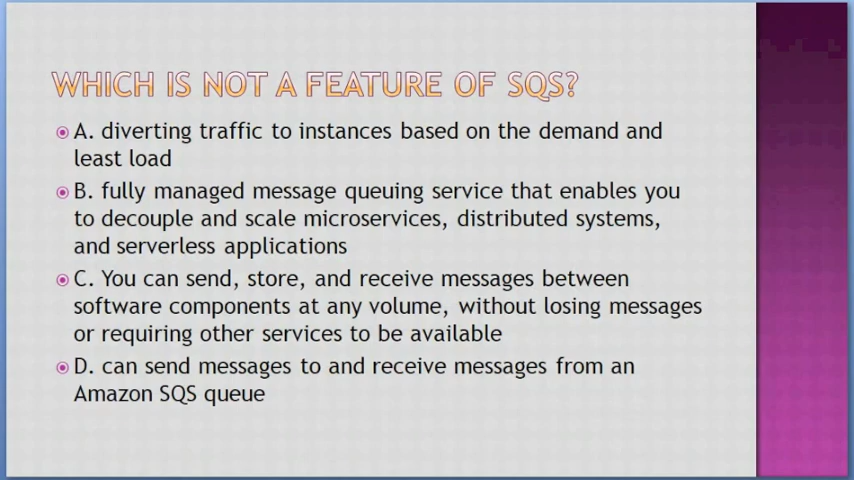 WHICH IS NOT A FEATURE OF SQS?
A. diverting traffic to instances based on the demand and
least load
B. fully managed message queuing service that enables you
to decouple and scale microservices, distributed systems,
and serverless applications
C. You can send, store, and receive messages between
software components at any volume, without losing messages
or requiring other services to be available
D. can send messages to and receive messages from an
Amazon SQS queue